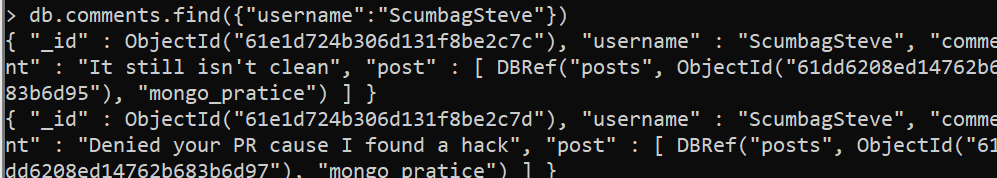 > db.comments.find({"username":"ScumbagSteve"})
{ "_id" : ObjectId("61e1d724b306d131f8be2c7c"), "username" : "ScumbagSteve", "comme
nt" : "It still isn't clean", "post" : [ DBRef("posts", ObjectId("61dd6208ed14762b6
83b6d95"), "mongo_pratice") ] }
{ "_id" : ObjectId("61e1d724b306d131f8be2c7d"), "username" : "ScumbagSteve", "comme
nt" : "Denied your PR cause I found a hack", "post" : [ DBRef("posts", ObjectId("61
dd6208ed14762b683b6d97"), "mongo_pratice") ] }